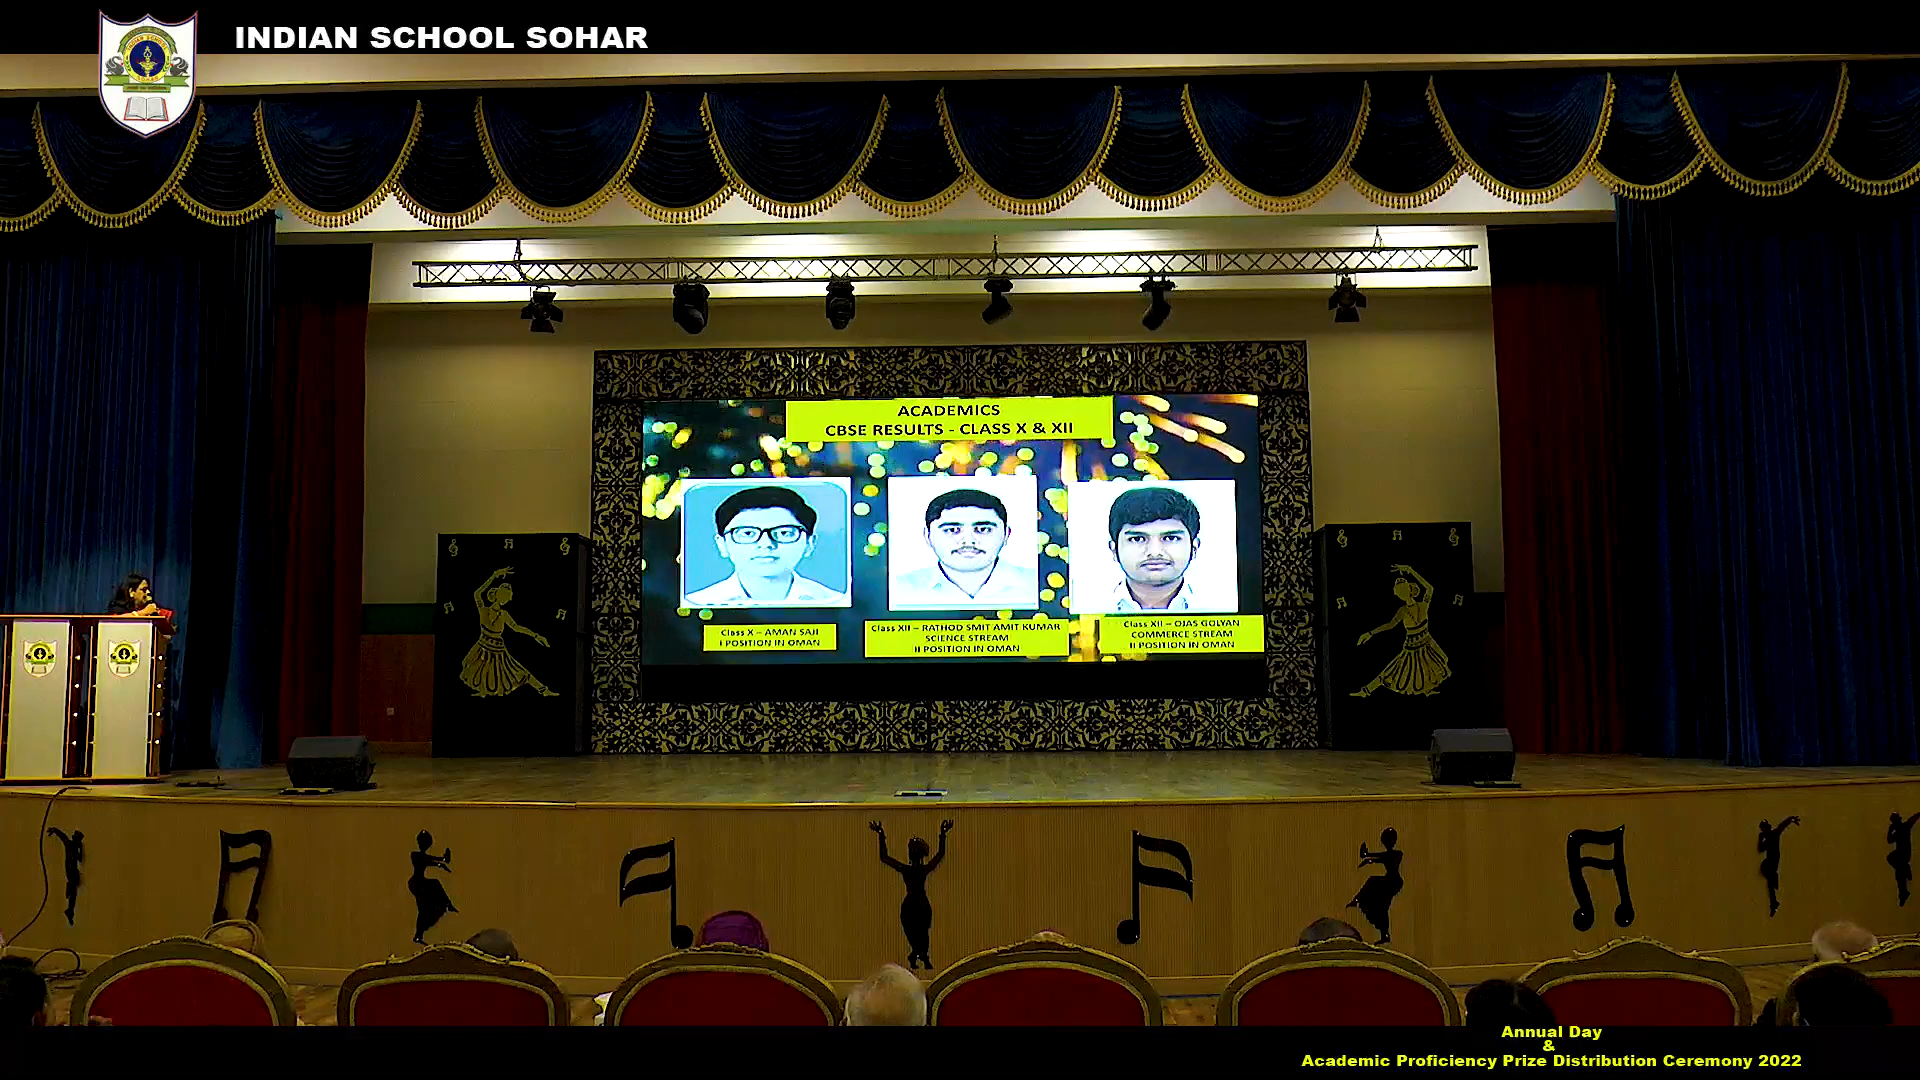 INDIAN SCHOOL SOHAR
ACADEMICS
CBSE RESULTS - CLASS X & XII
Class X – AMAN SAJI
I POSITION IN OMAN
Class XII – RATHOD SMIT AMIT KUMAR
SCIENCE STREAM
II POSITION IN OMAN
Class XII – OJAS GOLYAN
COMMERCE STREAM
II POSITION IN OMAN
Annual Day
&
Academic Proficiency Prize Distribution Ceremony 2022